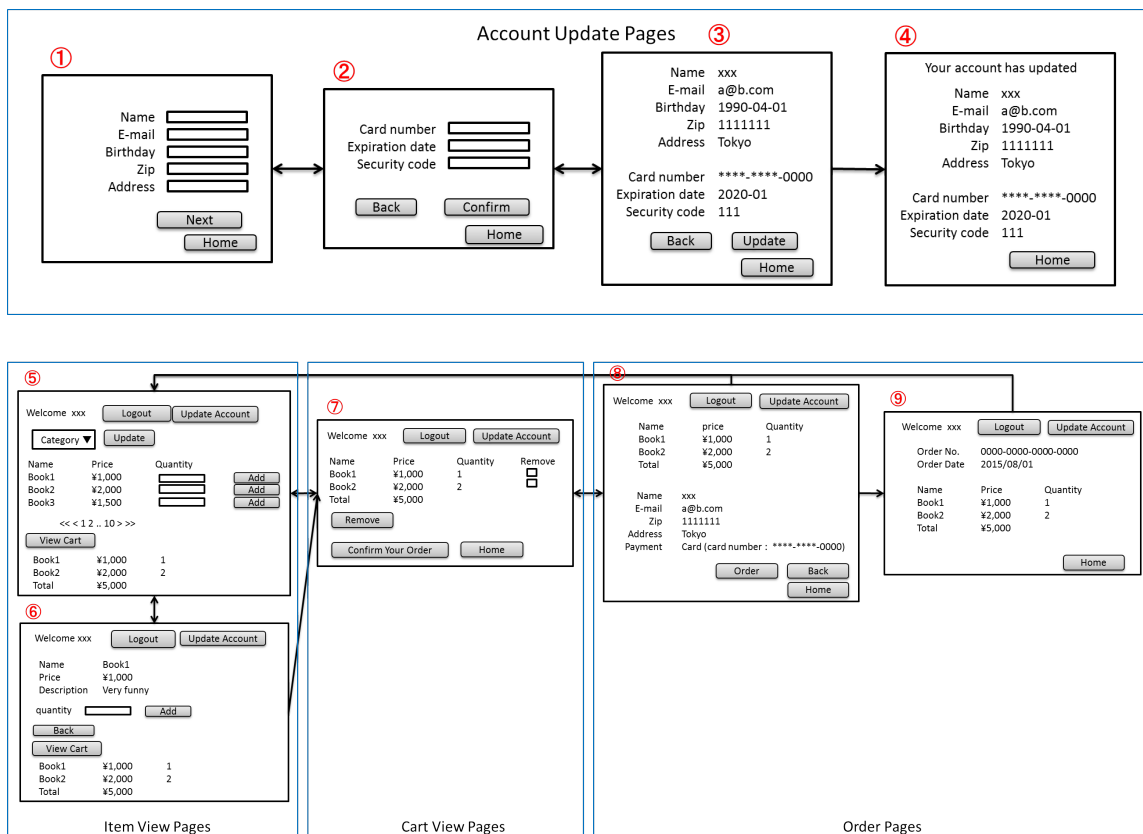 Account Update Pages
①
Name
E-mail
Birthday
Zip
Address
Next
Home
②
Card number
Expiration date
Security code
Back Confirm
Home
③
Name xxx
E-mail a@b.com
Birthday 1990-04-01
Zip 1111111
Address Tokyo
Card number ****-****-0000
Expiration date 2020-01
Security code 111
Back Update
Home
④
Your account has updated
Name xxx
E-mail a@b.com
Birthday 1990-04-01
Zip 1111111
Address Tokyo
Card number ****-****-0000
Expiration date 2020-01
Security code 111
Home
⑤
Welcome xxx Logout Update Account
Category ▼ Update
Name Price Quantity
Book1 ¥1,000 Add
Book2 ¥2,000 Add
Book3 ¥1,500 Add
<< < 1 2 .. 10 > >>
View Cart
Book1 ¥1,000 1
Book2 ¥2,000 2
Total ¥5,000
⑥
Welcome xxx Logout Update Account
Name Book1
Price ¥1,000
Description Very funny
quantity Add
Back
View Cart
Book1 ¥1,000 1
Book2 ¥2,000 2
Total ¥5,000
Item View Pages
⑦
Welcome xxx Logout Update Account
Name Price Quantity Remove
Book1 ¥1,000 1
Book2 ¥2,000 2
Total ¥5,000
Remove
Confirm Your Order Home
Cart View Pages
⑧
Welcome xxx Logout Update Account
Name price Quantity
Book1 ¥1,000 1
Book2 ¥2,000 2
Total ¥5,000
Name xxx
E-mail a@b.com
Zip 1111111
Address Tokyo
Payment Card (card number : ****-****-0000)
Order Back
Home
⑨
Welcome xxx Logout Update Account
Order No. 0000-0000-0000-0000
Order Date 2015/08/01
Name Price Quantity
Book1 ¥1,000 1
Book2 ¥2,000 2
Total ¥5,000
Home
Order Pages